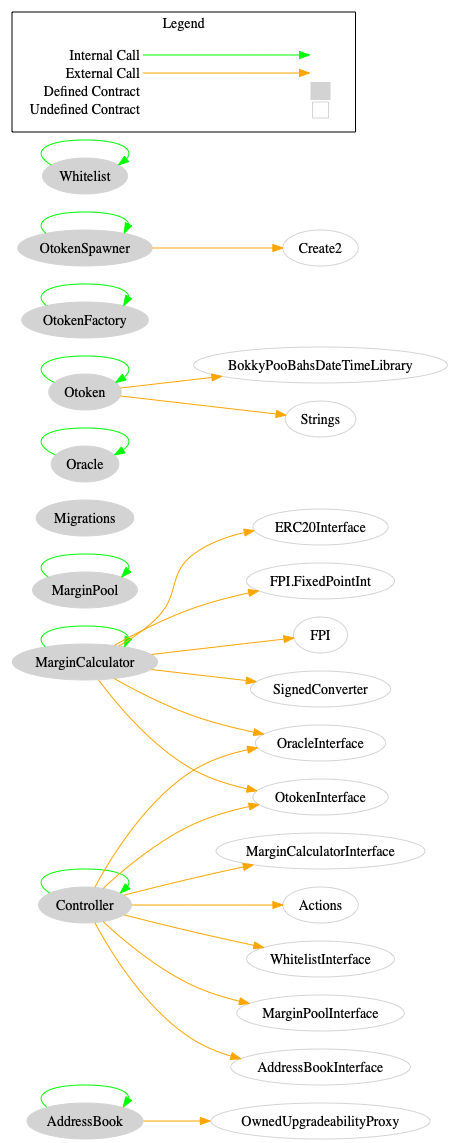 Legend
Internal Call
External Call
Defined Contract
Undefined Contract
Whitelist
OtokenSpawner
Create2
OtokenFactory
BokkyPooBahsDateTimeLibrary
Otoken
Strings
Oracle
Migrations
ERC20Interface
FPI.FixedPointInt
MarginPool
FPI
MarginCalculator
SignedConverter
OracleInterface
OtokenInterface
MarginCalculatorInterface
Controller
Actions
WhitelistInterface
MarginPoolInterface
AddressBookInterface
AddressBook
OwnedUpgradeabilityProxy